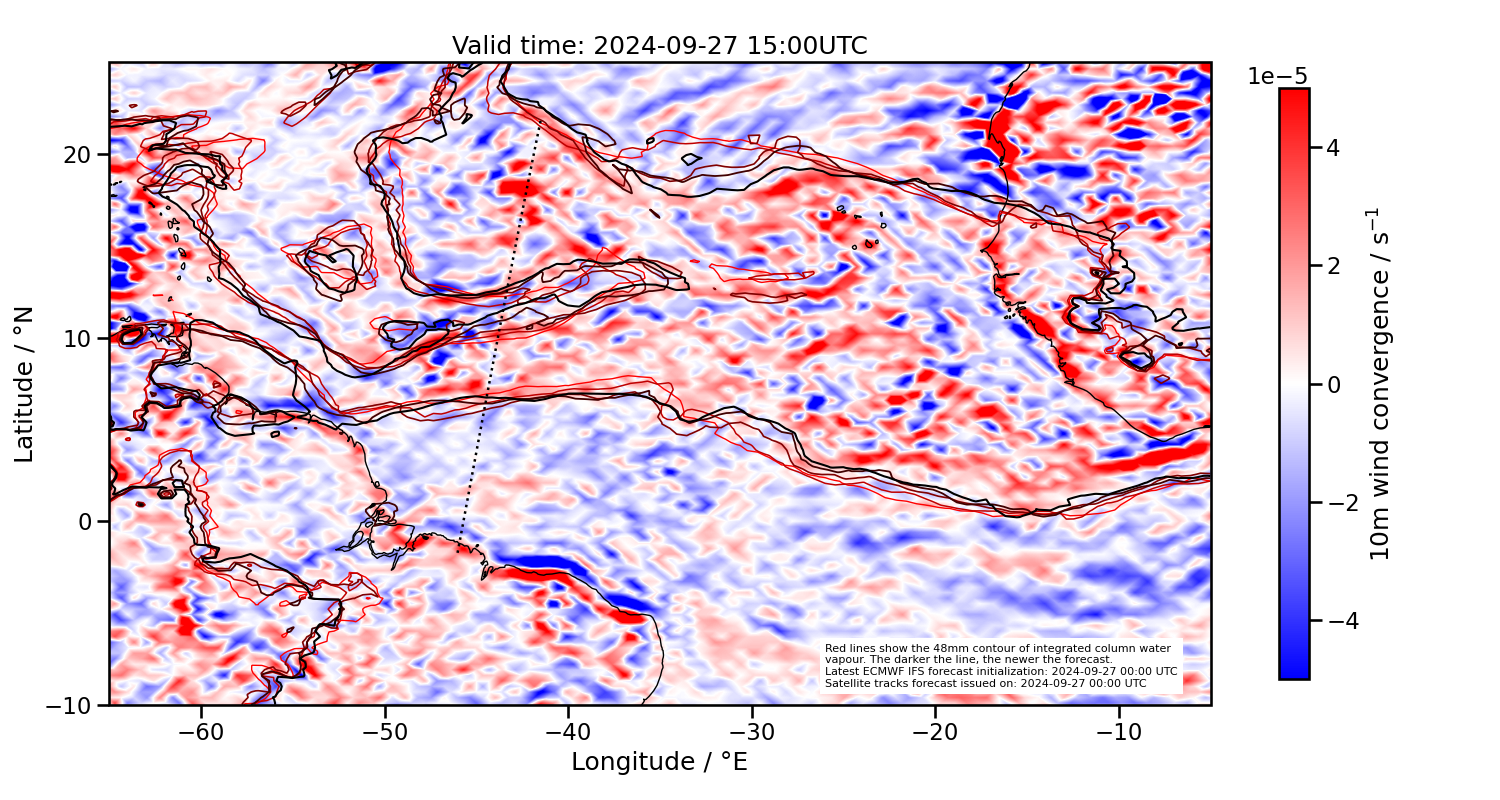 Valid time: 2024-09-27 15:00UTC
1e−5
Latitude / °N
20
10
0
−10
−60
−50
−40
−30
−20
−10
Longitude / °E
4
2
0
−2
−4
10m wind convergence / s⁻¹
Red lines show the 48mm contour of integrated column water
vapour. The darker the line, the newer the forecast.
Latest ECMWF IFS forecast initialization: 2024-09-27 00:00 UTC
Satellite tracks forecast issued on: 2024-09-27 00:00 UTC